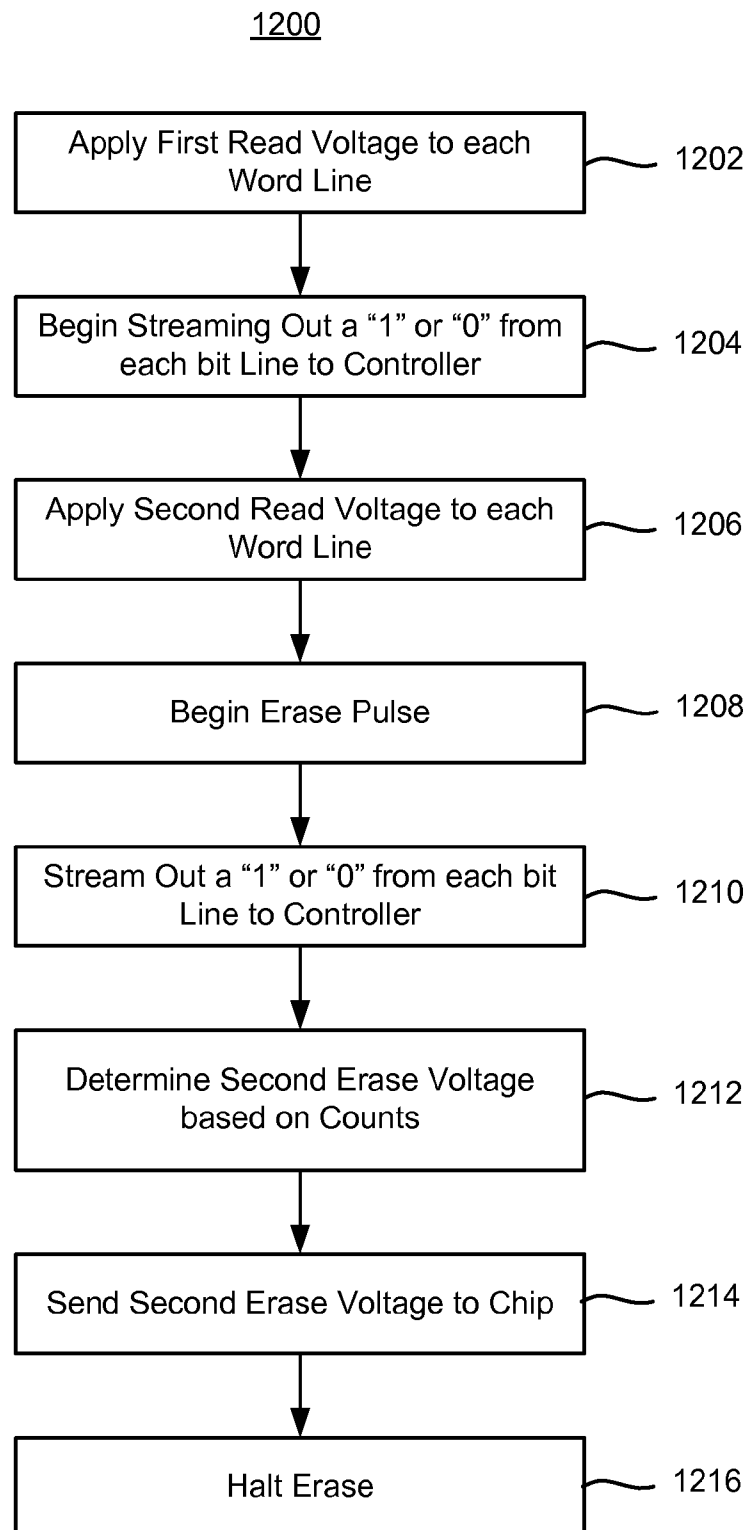 1200
Apply First Read Voltage to each
Word Line
1202
Begin Streaming Out a “1” or “0” from
each bit Line to Controller
1204
Apply Second Read Voltage to each
Word Line
1206
Begin Erase Pulse
1208
Stream Out a “1” or “0” from each bit
Line to Controller
1210
Determine Second Erase Voltage
based on Counts
1212
Send Second Erase Voltage to Chip
1214
Halt Erase
1216